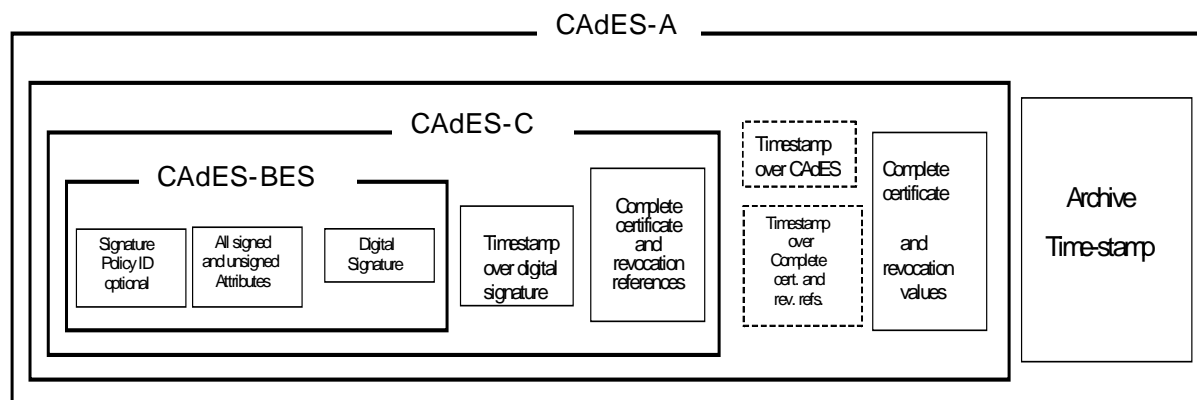 CAdES-A
CAdES-C
CAdES-BES
Signature
Policy ID
optional
All signed
and unsigned
Attributes
Digital
Signature
Timestamp
over digital
signature
Complete
certificate
and
revocation
references
Timestamp
over CAdES
Timestamp
over
Complete
cert. and
rev. refs.
Complete
certificate
and
revocation
values
Archive
Time-stamp